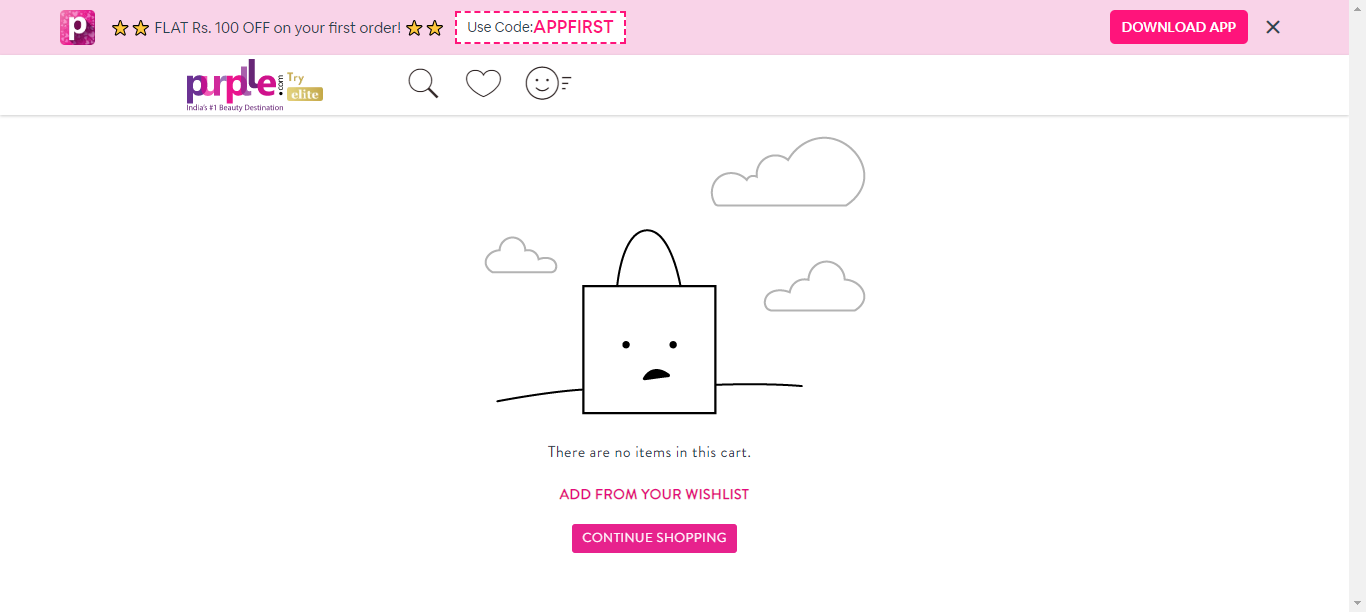 p
FLAT Rs. 100 OFF on your first order!
Use Code:APPFIRST
DOWNLOAD APP
purplle.com
Try
elite
India's #1 Beauty Destination
There are no items in this cart.
ADD FROM YOUR WISHLIST
CONTINUE SHOPPING